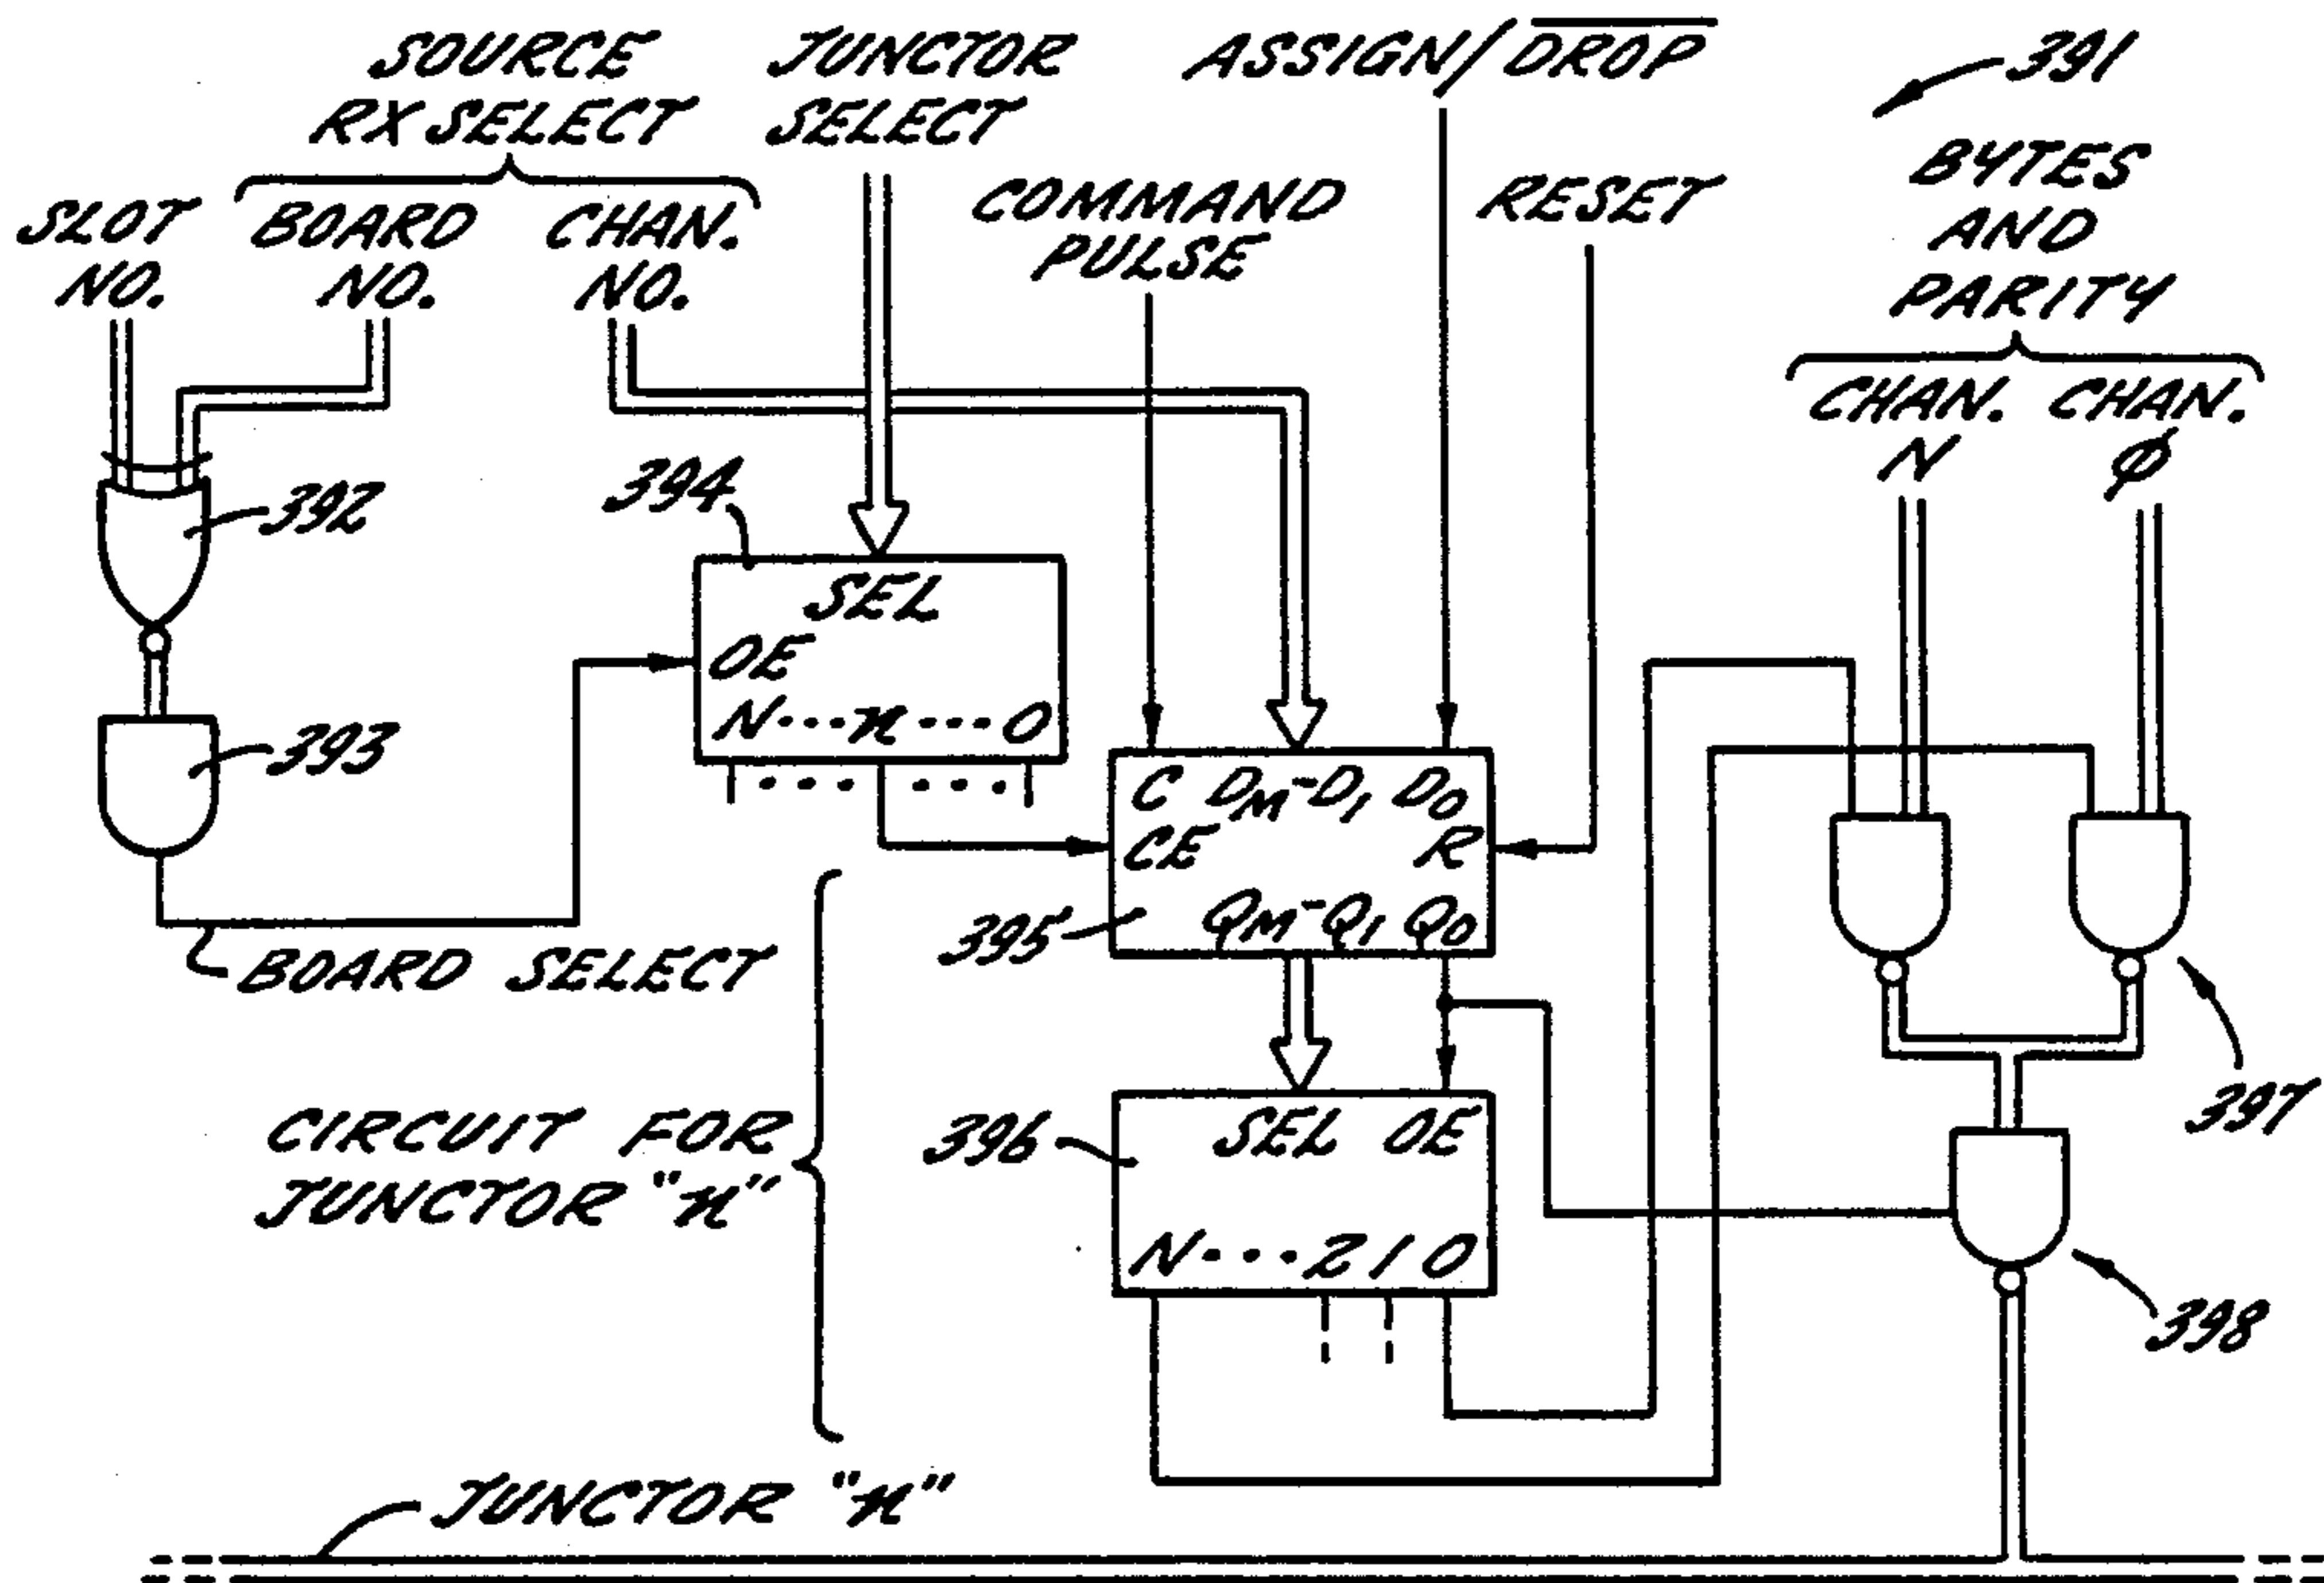 SOURCE
RX SELECT
JUNCTOR
SELECT
ASSIGN/D̅R̅O̅P̅
391
SLOT
NO.
BOARD
NO.
CHAN.
NO.
COMMAND
PULSE
RESET
BYTES
AND
PARITY
CHAN.
N
CHAN.
ϕ
392
394
SEL
OE
N···n···0
393
C DM-D1 D0
CE R
QM-Q1 Q0
395
BOARD SELECT
397
CIRCUIT FOR
JUNCTOR "n"
396
SEL OE
N···2 1 0
398
JUNCTOR "n"